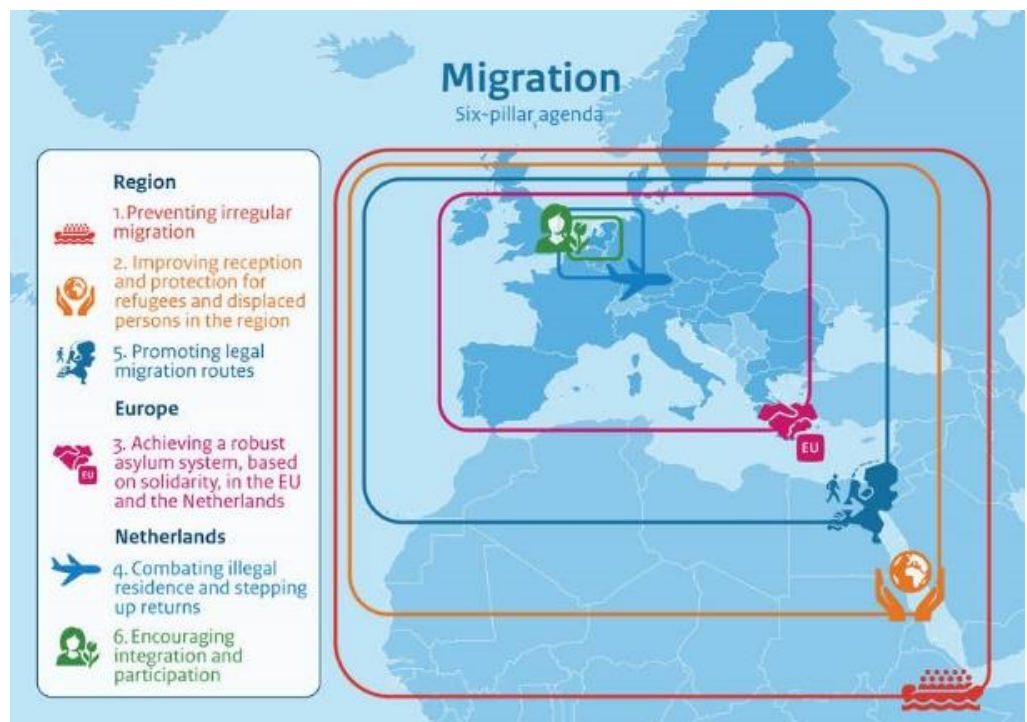 Migration
Six-pillar agenda
Region
1. Preventing irregular
migration
2. Improving reception
and protection for
refugees and displaced
persons in the region
5. Promoting legal
migration routes
Europe
3. Achieving a robust
asylum system, based
on solidarity, in the EU
and the Netherlands
EU
Netherlands
4. Combating illegal
residence and stepping
up returns
6. Encouraging
integration and
participation
EU